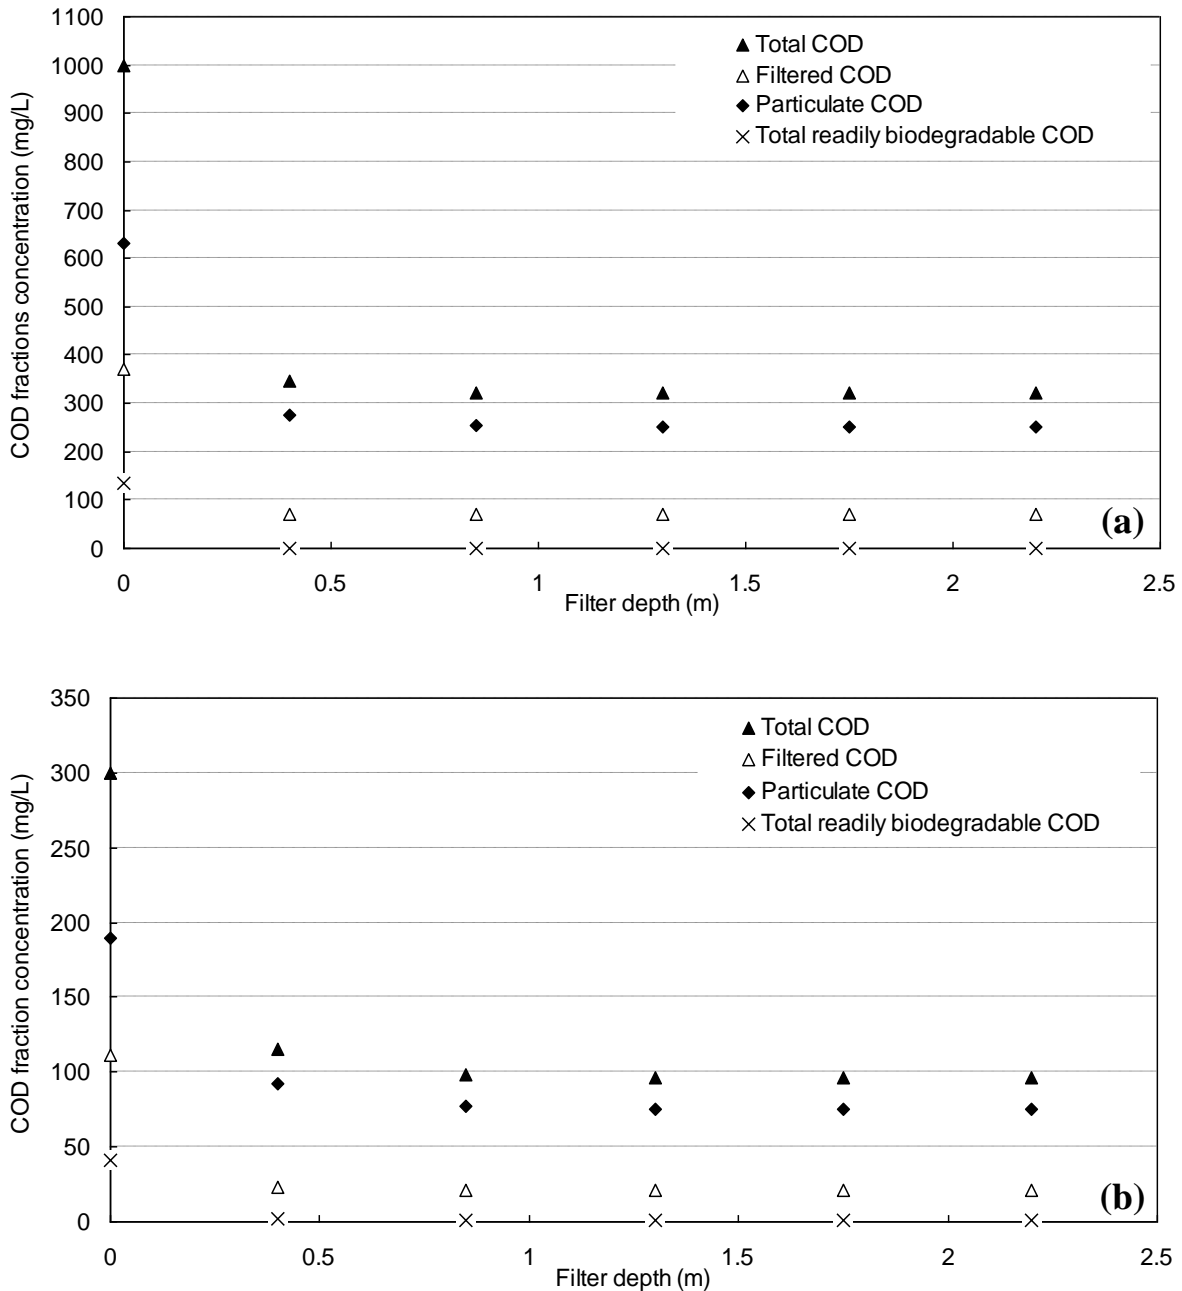 1100
1000
900
800
700
600
500
400
300
200
100
0
COD fractions concentration (mg/L)
Total COD
Filtered COD
Particulate COD
Total readily biodegradable COD
(a)
0 0.5 1 1.5 2 2.5
Filter depth (m)
350
300
250
200
150
100
50
0
COD fraction concentration (mg/L)
Total COD
Filtered COD
Particulate COD
Total readily biodegradable COD
(b)
0 0.5 1 1.5 2 2.5
Filter depth (m)